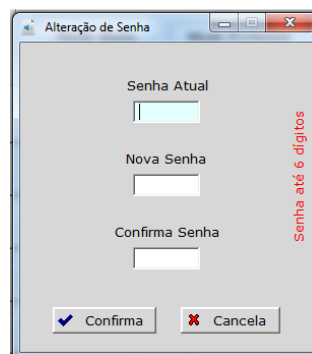 Alteração de Senha
Senha Atual
Nova Senha
Confirma Senha
Senha até 6 dígitos
Confirma
Cancela